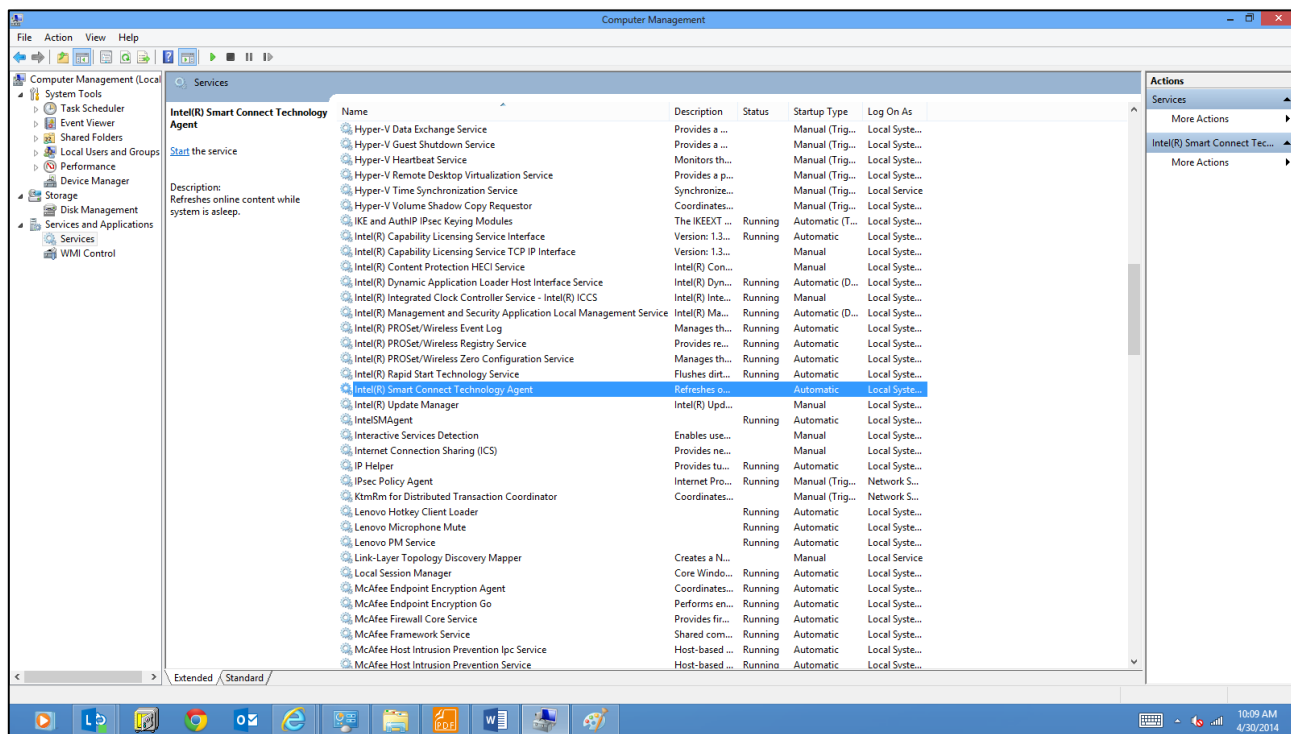 Computer Management
File Action View Help
Computer Management (Local
System Tools
Task Scheduler
Event Viewer
Shared Folders
Local Users and Groups
Performance
Device Manager
Storage
Disk Management
Services and Applications
Services
WMI Control
Services
Intel(R) Smart Connect Technology
Agent
Start the service
Description:
Refreshes online content while
system is asleep.
Name Description Status Startup Type Log On As
Hyper-V Data Exchange Service Provides a ... Manual (Trig... Local Syste...
Hyper-V Guest Shutdown Service Provides a ... Manual (Trig... Local Syste...
Hyper-V Heartbeat Service Monitors th... Manual (Trig... Local Syste...
Hyper-V Remote Desktop Virtualization Service Provides a p... Manual (Trig... Local Syste...
Hyper-V Time Synchronization Service Synchronize... Manual (Trig... Local Service
Hyper-V Volume Shadow Copy Requestor Coordinates... Manual (Trig... Local Syste...
IKE and AuthIP IPsec Keying Modules The IKEEXT ... Running Automatic (T... Local Syste...
Intel(R) Capability Licensing Service Interface Version: 1.3... Running Automatic Local Syste...
Intel(R) Capability Licensing Service TCP IP Interface Version: 1.3... Manual Local Syste...
Intel(R) Content Protection HECI Service Intel(R) Con... Manual Local Syste...
Intel(R) Dynamic Application Loader Host Interface Service Intel(R) Dyn... Running Automatic (D... Local Syste...
Intel(R) Integrated Clock Controller Service - Intel(R) ICCS Intel(R) Inte... Running Manual Local Syste...
Intel(R) Management and Security Application Local Management Service Intel(R) Ma... Running Automatic (D... Local Syste...
Intel(R) PROSet/Wireless Event Log Manages th... Running Automatic Local Syste...
Intel(R) PROSet/Wireless Registry Service Provides re... Running Automatic Local Syste...
Intel(R) PROSet/Wireless Zero Configuration Service Manages th... Running Automatic Local Syste...
Intel(R) Rapid Start Technology Service Flushes dirt... Running Automatic Local Syste...
Intel(R) Smart Connect Technology Agent Refreshes o... Automatic Local Syste...
Intel(R) Update Manager Intel(R) Upd... Manual Local Syste...
IntelSMAgent Running Automatic Local Syste...
Interactive Services Detection Enables use... Manual Local Syste...
Internet Connection Sharing (ICS) Provides ne... Manual Local Syste...
IP Helper Provides tu... Running Automatic Local Syste...
IPsec Policy Agent Internet Pro... Running Manual (Trig... Network S...
KtmRm for Distributed Transaction Coordinator Coordinates... Manual (Trig... Network S...
Lenovo Hotkey Client Loader Running Automatic Local Syste...
Lenovo Microphone Mute Running Automatic Local Syste...
Lenovo PM Service Running Automatic Local Syste...
Link-Layer Topology Discovery Mapper Creates a N... Manual Local Service
Local Session Manager Core Windo... Running Automatic Local Syste...
McAfee Endpoint Encryption Agent Coordinates... Running Automatic Local Syste...
McAfee Endpoint Encryption Go Performs en... Running Automatic Local Syste...
McAfee Firewall Core Service Provides fir... Running Automatic Local Syste...
McAfee Framework Service Shared com... Running Automatic Local Syste...
McAfee Host Intrusion Prevention Ipc Service Host-based ... Running Automatic Local Syste...
McAfee Host Intrusion Prevention Service Host-based ... Running Automatic Local Syste...
Extended Standard
Actions
Services
More Actions
Intel(R) Smart Connect Tec...
More Actions
PDF
10:09 AM
4/30/2014